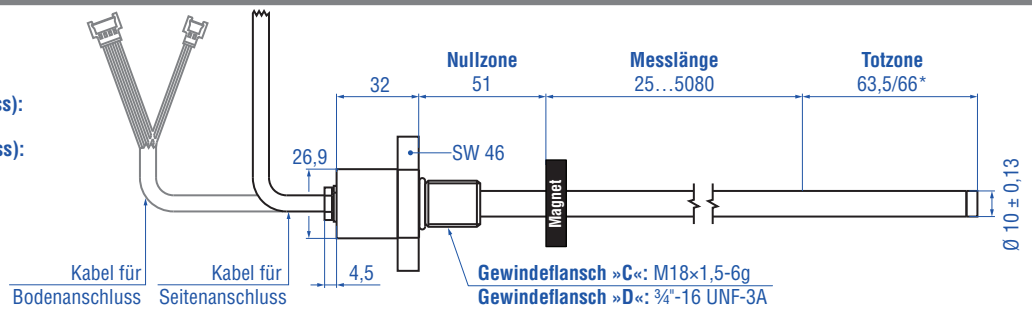 Nullzone
Messlänge
Totzone
32
51
25…5080
63,5/66*
ss):
ss):
26,9
SW 46
Magnet
Ø 10 ± 0,13
Kabel für
Bodenanschluss
Kabel für
Seitenanschluss
4,5
Gewindeflansch »C«: M18×1,5-6g
Gewindeflansch »D«: ¾"-16 UNF-3A